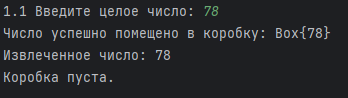 1.1 Введите целое число: 78
Число успешно помещено в коробку: Box{78}
Извлеченное число: 78
Коробка пуста.